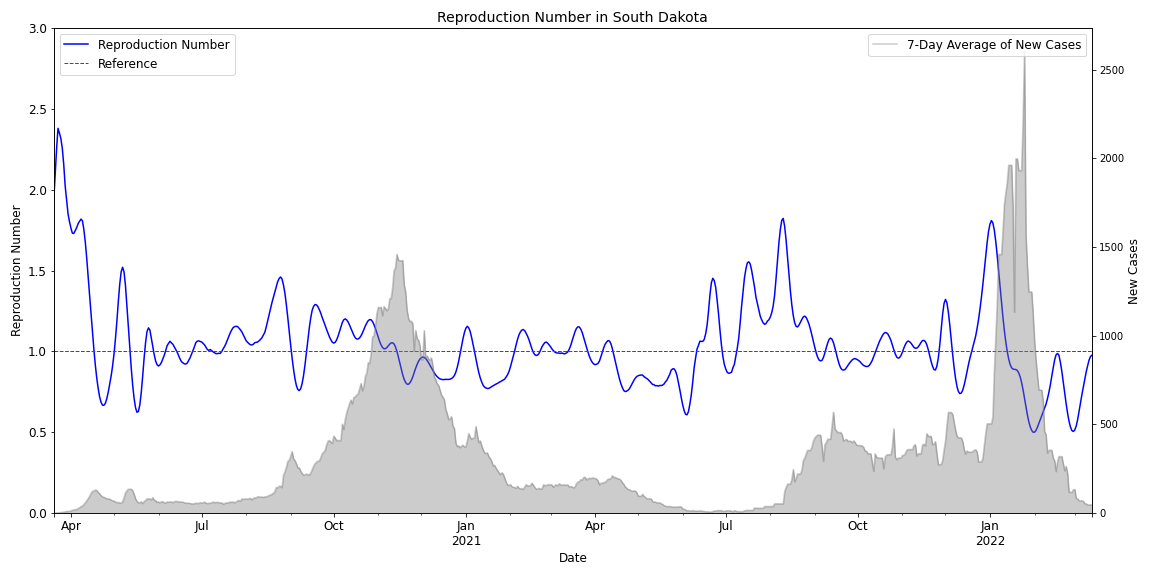 Reproduction Number in South Dakota
Reproduction Number
Reference
7-Day Average of New Cases
3.0
2.5
2.0
1.5
1.0
0.5
0.0
Reproduction Number
2500
2000
1500
1000
500
0
New Cases
Apr
Jul
Oct
Jan
2021
Apr
Jul
Oct
Jan
2022
Date